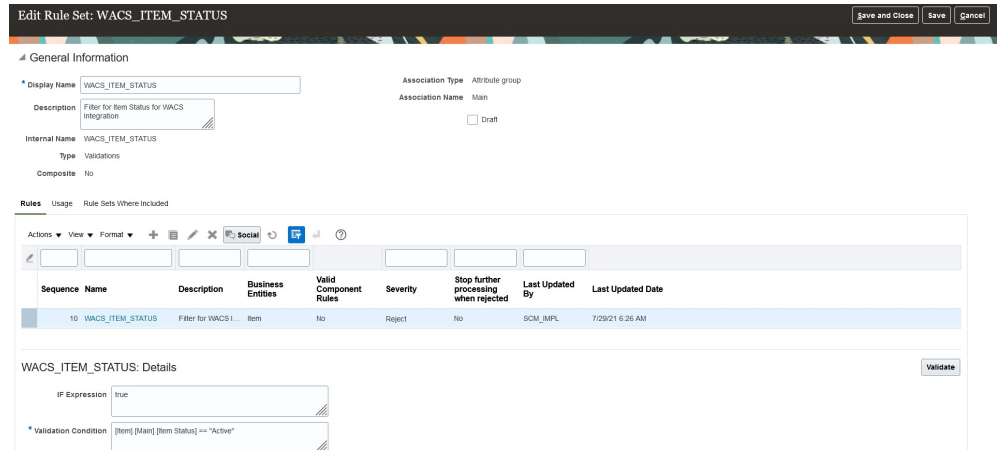 Edit Rule Set: WACS_ITEM_STATUS
Save and Close Save Cancel
General Information
* Display Name WACS_ITEM_STATUS
Description Filter for Item Status for WACS
Integration
Internal Name WACS_ITEM_STATUS
Type Validations
Composite No
Association Type Attribute group
Association Name Main
Draft
Rules Usage Rule Sets Where Included
Actions View Format Social
Sequence Name Description Business Entities Valid Component Rules Severity Stop further processing when rejected Last Updated By Last Updated Date
10 WACS_ITEM_STATUS Filter for WACS I... Item No Reject No SCM_IMPL 7/29/21 6:26 AM
WACS_ITEM_STATUS: Details
Validate
IF Expression true
* Validation Condition [Item].[Main].[Item Status] == "Active"